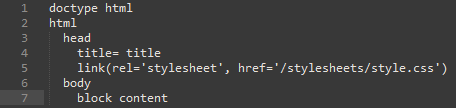 1 doctype html
2 html
3   head
4     title= title
5     link(rel='stylesheet', href='/stylesheets/style.css')
6   body
7     block content